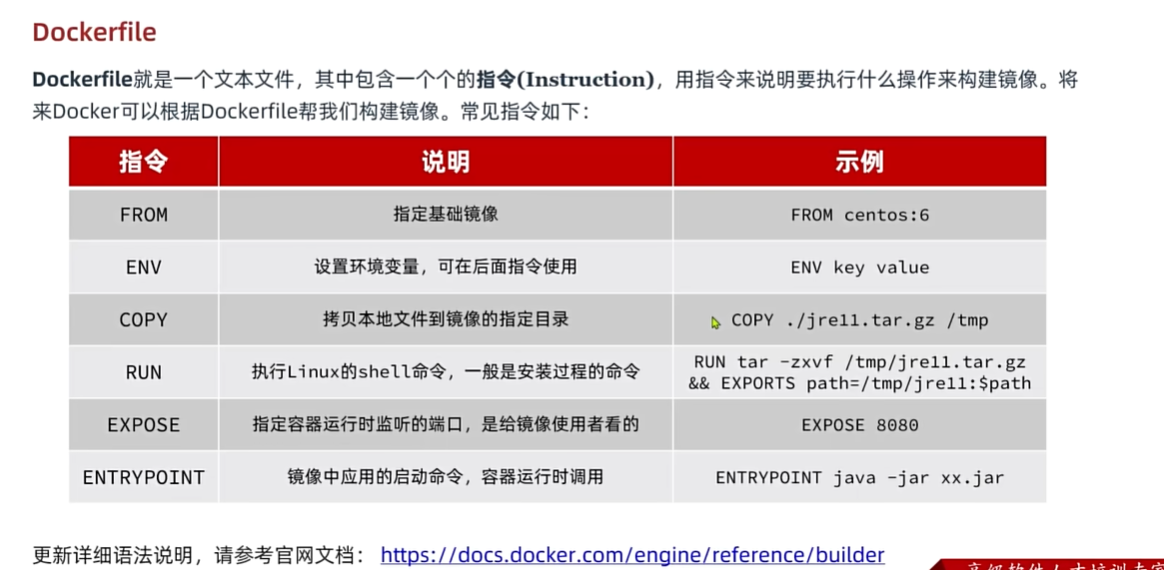 Dockerfile
Dockerfile就是一个文本文件，其中包含一个个的指令(Instruction)，用指令来说明要执行什么操作来构建镜像。将
来Docker可以根据Dockerfile帮我们构建镜像。常见指令如下：
指令 说明 示例
FROM 指定基础镜像 FROM centos:6
ENV 设置环境变量，可在后面指令使用 ENV key value
COPY 拷贝本地文件到镜像的指定目录 COPY ./jre11.tar.gz /tmp
RUN 执行Linux的shell命令，一般是安装过程的命令 RUN tar -zxvf /tmp/jre11.tar.gz
&& EXPORTS path=/tmp/jre11:$path
EXPOSE 指定容器运行时监听的端口，是给镜像使用者看的 EXPOSE 8080
ENTRYPOINT 镜像中应用的启动命令，容器运行时调用 ENTRYPOINT java -jar xx.jar
更新详细语法说明，请参考官网文档： https://docs.docker.com/engine/reference/builder
高级软件人才培训专家